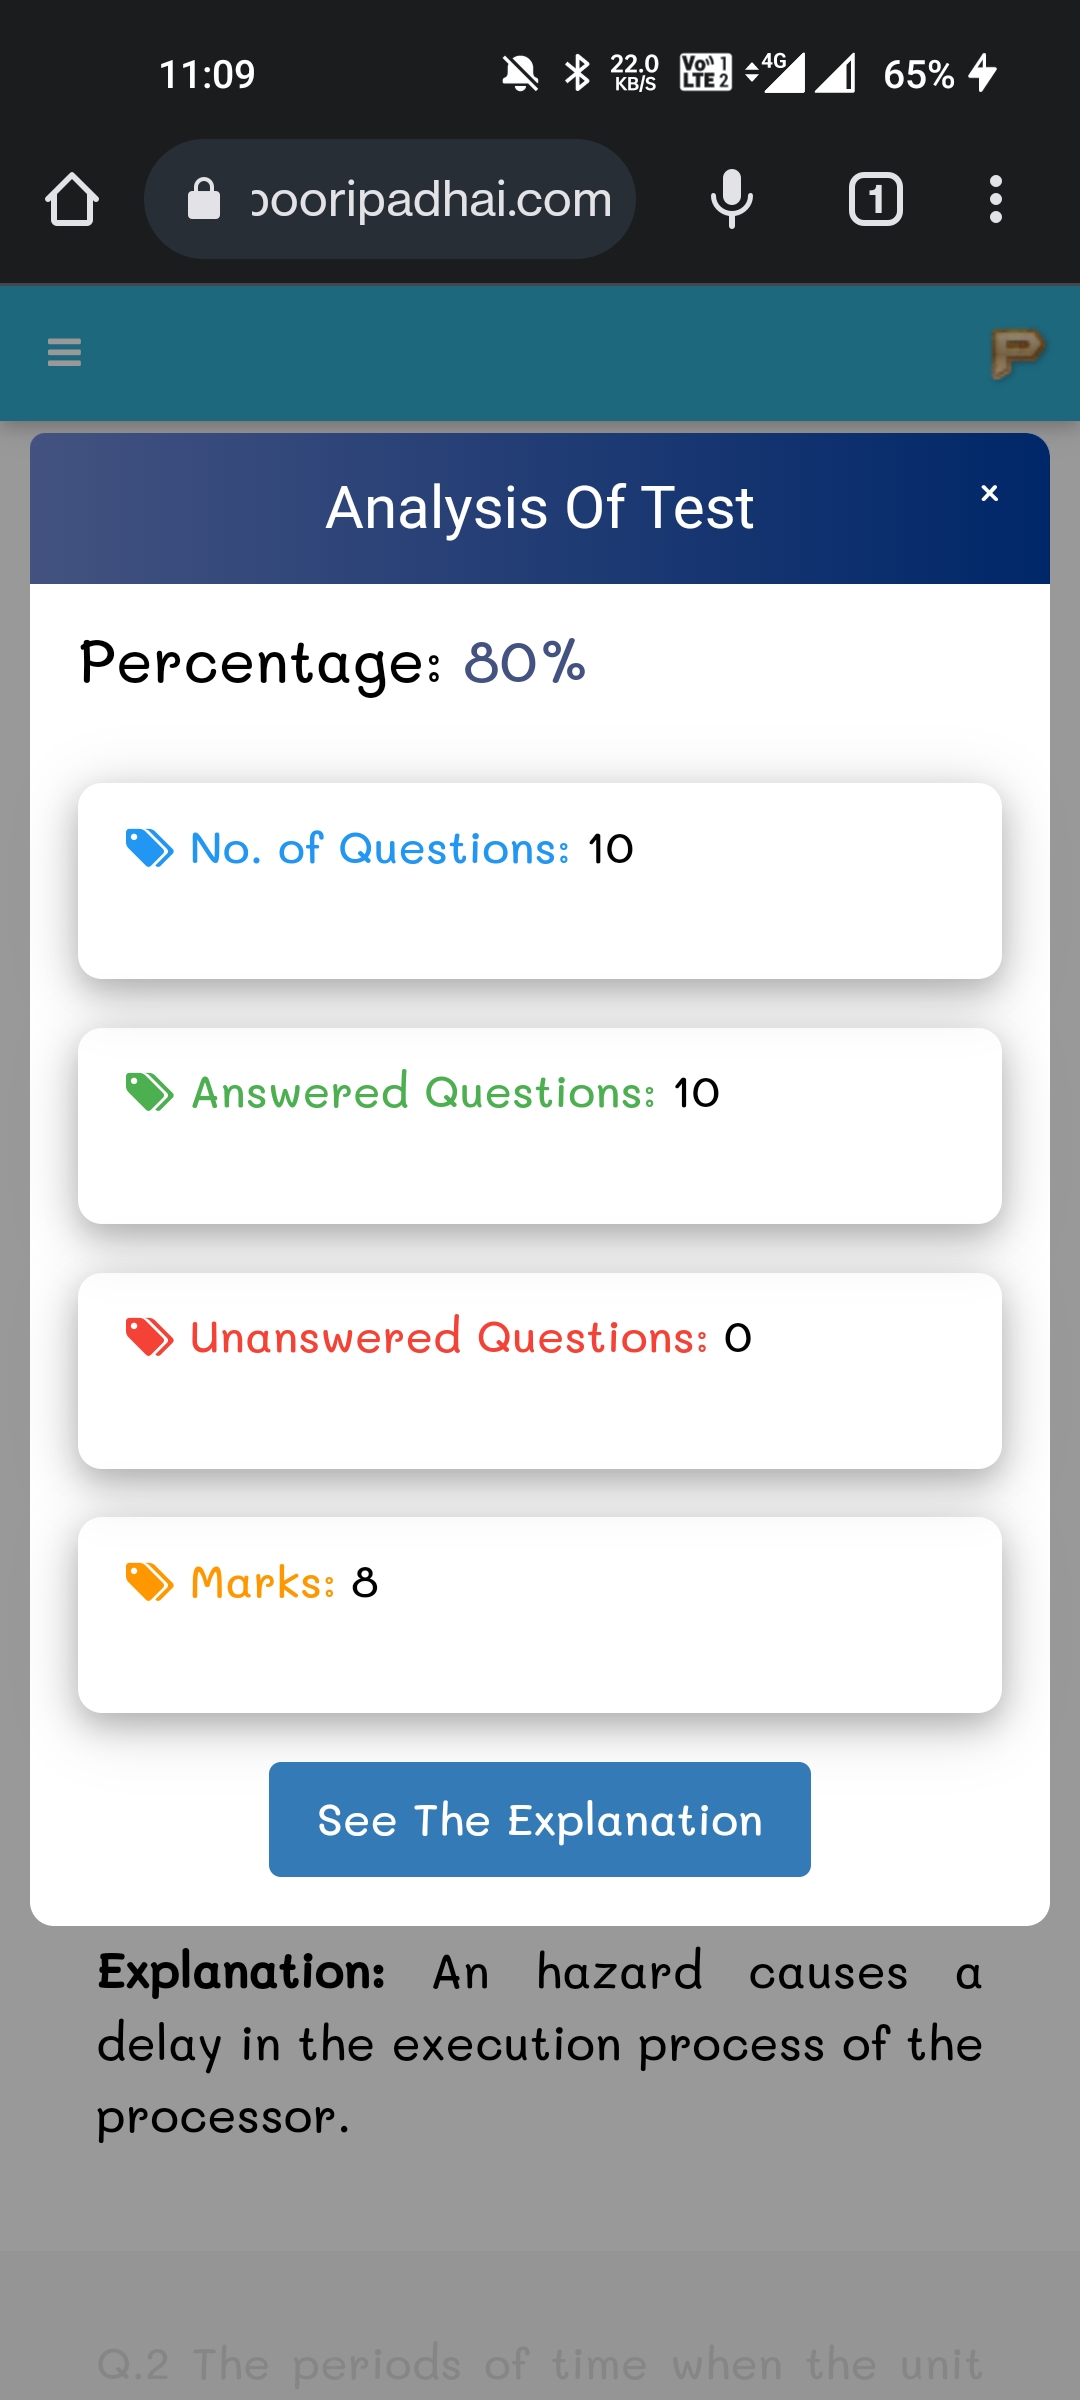 11:09 22.0 KB/S Vo)) 1 LTE 2 4G 65%
pooripadhai.com 1
P
Analysis Of Test ×
Percentage: 80%
No. of Questions: 10
Answered Questions: 10
Unanswered Questions: 0
Marks: 8
See The Explanation
Explanation: An hazard causes a
delay in the execution process of the
processor.
Q.2 The periods of time when the unit